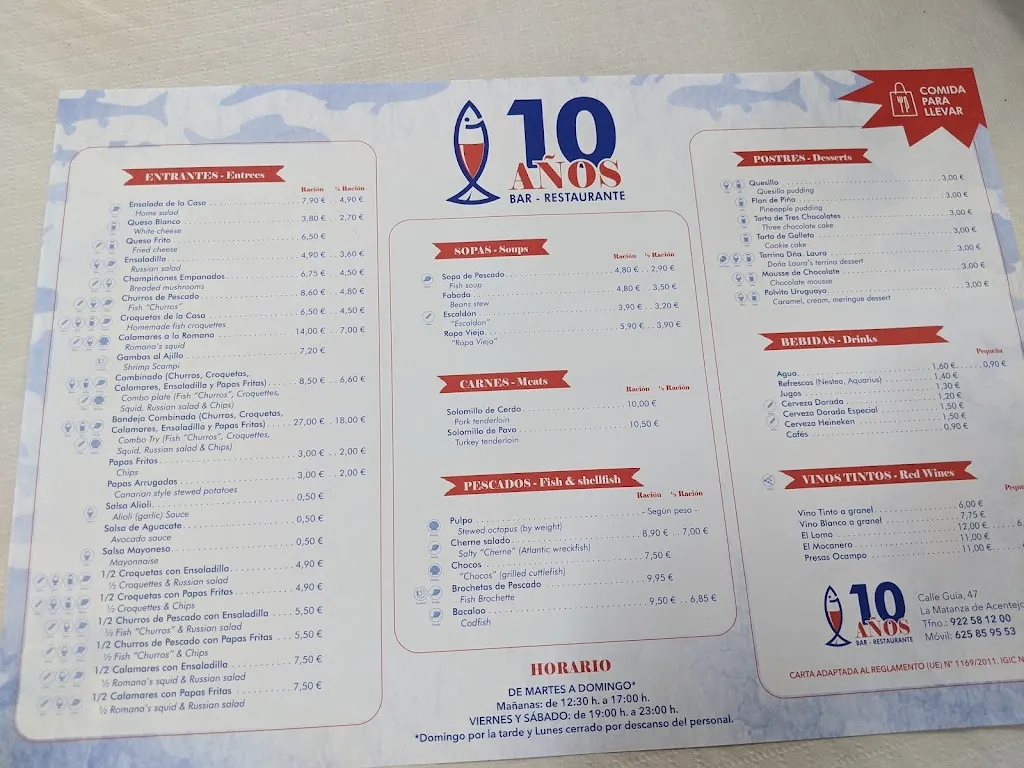 COMIDA
PARA
LLEVAR
10
AÑOS
BAR - RESTAURANTE
ENTRANTES - Entrees
Ración ½ Ración
Ensalada de la Casa 7,90 € 4,90 €
Home salad
Queso Blanco 3,80 € 2,70 €
White cheese
Queso Frito 6,50 €
Fried cheese
Ensaladilla 4,90 € 3,60 €
Russian salad
Champiñones Empanados 6,75 € 4,50 €
Breaded mushrooms
Churros de Pescado 8,60 € 4,80 €
Fish "Churros"
Croquetas de la Casa 6,50 € 4,50 €
Homemade fish croquettes
Calamares a la Romana 14,00 € 7,00 €
Romana's squid
Gambas al Ajillo 7,20 €
Shrimp Scampi
Combinado (Churros, Croquetas,
Calamares, Ensaladilla y Papas Fritas) 8,50 € 6,60 €
Combo plate (Fish "Churros", Croquettes,
Squid, Russian salad & Chips)
Bandeja Combinada (Churros, Croquetas,
Calamares, Ensaladilla y Papas Fritas) 27,00 € 18,00 €
Combo Try (Fish "Churros", Croquettes,
Squid, Russian salad & Chips)
Papas Fritas 3,00 € 2,00 €
Chips
Papas Arrugadas 3,00 € 2,00 €
Canarian style stewed potatoes
Salsa Alioli 0,50 €
Alioli (garlic) Sauce
Salsa de Aguacate 0,50 €
Avocado sauce
Salsa Mayonesa 0,50 €
Mayonnaise
1/2 Croquetas con Ensaladilla 4,90 €
½ Croquettes & Russian salad
1/2 Croquetas con Papas Fritas 4,90 €
½ Croquettes & Chips
1/2 Churros de Pescado con Ensaladilla 5,50 €
½ Fish "Churros" & Russian salad
1/2 Churros de Pescado con Papas Fritas 5,50 €
½ Fish "Churros" & Chips
1/2 Calamares con Ensaladilla 7,50 €
½ Romana's squid & Russian salad
1/2 Calamares con Papas Fritas 7,50 €
½ Romana's squid & Russian salad
SOPAS - Soups
Ración ½ Ración
Sopa de Pescado 4,80 € 2,90 €
Fish soup
Fabada 4,80 € 3,50 €
Beans stew
Escaldón 3,90 € 3,20 €
"Escaldon"
Ropa Vieja 5,90 € 3,90 €
"Ropa Vieja"
CARNES - Meats
Ración ½ Ración
Solomillo de Cerdo 10,00 €
Pork tenderloin
Solomillo de Pavo 10,50 €
Turkey tenderloin
PESCADOS - Fish & shellfish
Ración ½ Ración
Pulpo - Según peso -
Stewed octopus (by weight)
Cherne salado 8,90 € 7,00 €
Salty "Cherne" (Atlantic wreckfish)
Chocos 7,50 €
"Chocos" (grilled cuttlefish)
Brochetas de Pescado 9,95 €
Fish Brochette
Bacalao 9,50 € 6,85 €
Codfish
HORARIO
DE MARTES A DOMINGO*
Mañanas: de 12:30 h. a 17:00 h.
VIERNES Y SÁBADO: de 19:00 h. a 23:00 h.
*Domingo por la tarde y Lunes cerrado por descanso del personal.
POSTRES - Desserts
Quesillo 3,00 €
Quesillo pudding
Flan de Piña 3,00 €
Pineapple pudding
Tarta de Tres Chocolates 3,00 €
Three chocolate cake
Tarta de Galleta 3,00 €
Cookie cake
Tarrina Dña. Laura 3,00 €
Doña Laura's terrina dessert
Mousse de Chocolate 3,00 €
Chocolate mousse
Polvito Uruguayo 3,00 €
Caramel, cream, meringue dessert
BEBIDAS - Drinks
Pequeña
Agua 1,60 € 0,90 €
Refrescos (Nestea, Aquarius) 1,40 €
Jugos 1,30 €
Cerveza Dorada 1,20 €
Cerveza Dorada Especial 1,50 €
Cerveza Heineken 1,50 €
Cafés 0,90 €
VINOS TINTOS - Red Wines
Vino Tinto a granel 6,00 €
Vino Blanco a granel 7,75 €
El Lomo 12,00 €
El Mocanero 11,00 €
Presas Ocampo 11,00 €
10
AÑOS
BAR - RESTAURANTE
Calle Guía, 47
La Matanza de Acentejo
Tfno.: 922 58 12 00
Móvil: 625 85 95 53
CARTA ADAPTADA AL REGLAMENTO (UE) Nº 1169/2011. IGIC